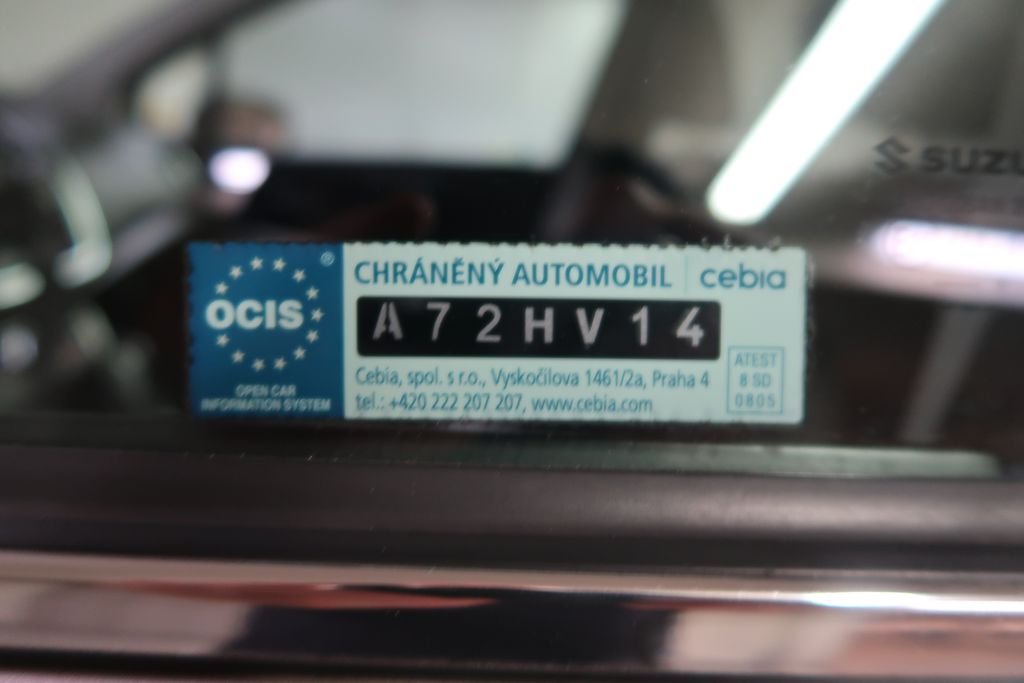 SUZU
CHRÁNĚNÝ AUTOMOBIL
cebia
OCIS
®
A72HV14
OPEN CAR
INFORMATION SYSTEM
Cebia, spol. s r.o., Vyskočilova 1461/2a, Praha 4
tel.: +420 222 207 207, www.cebia.com
ATEST
8 SD
0805